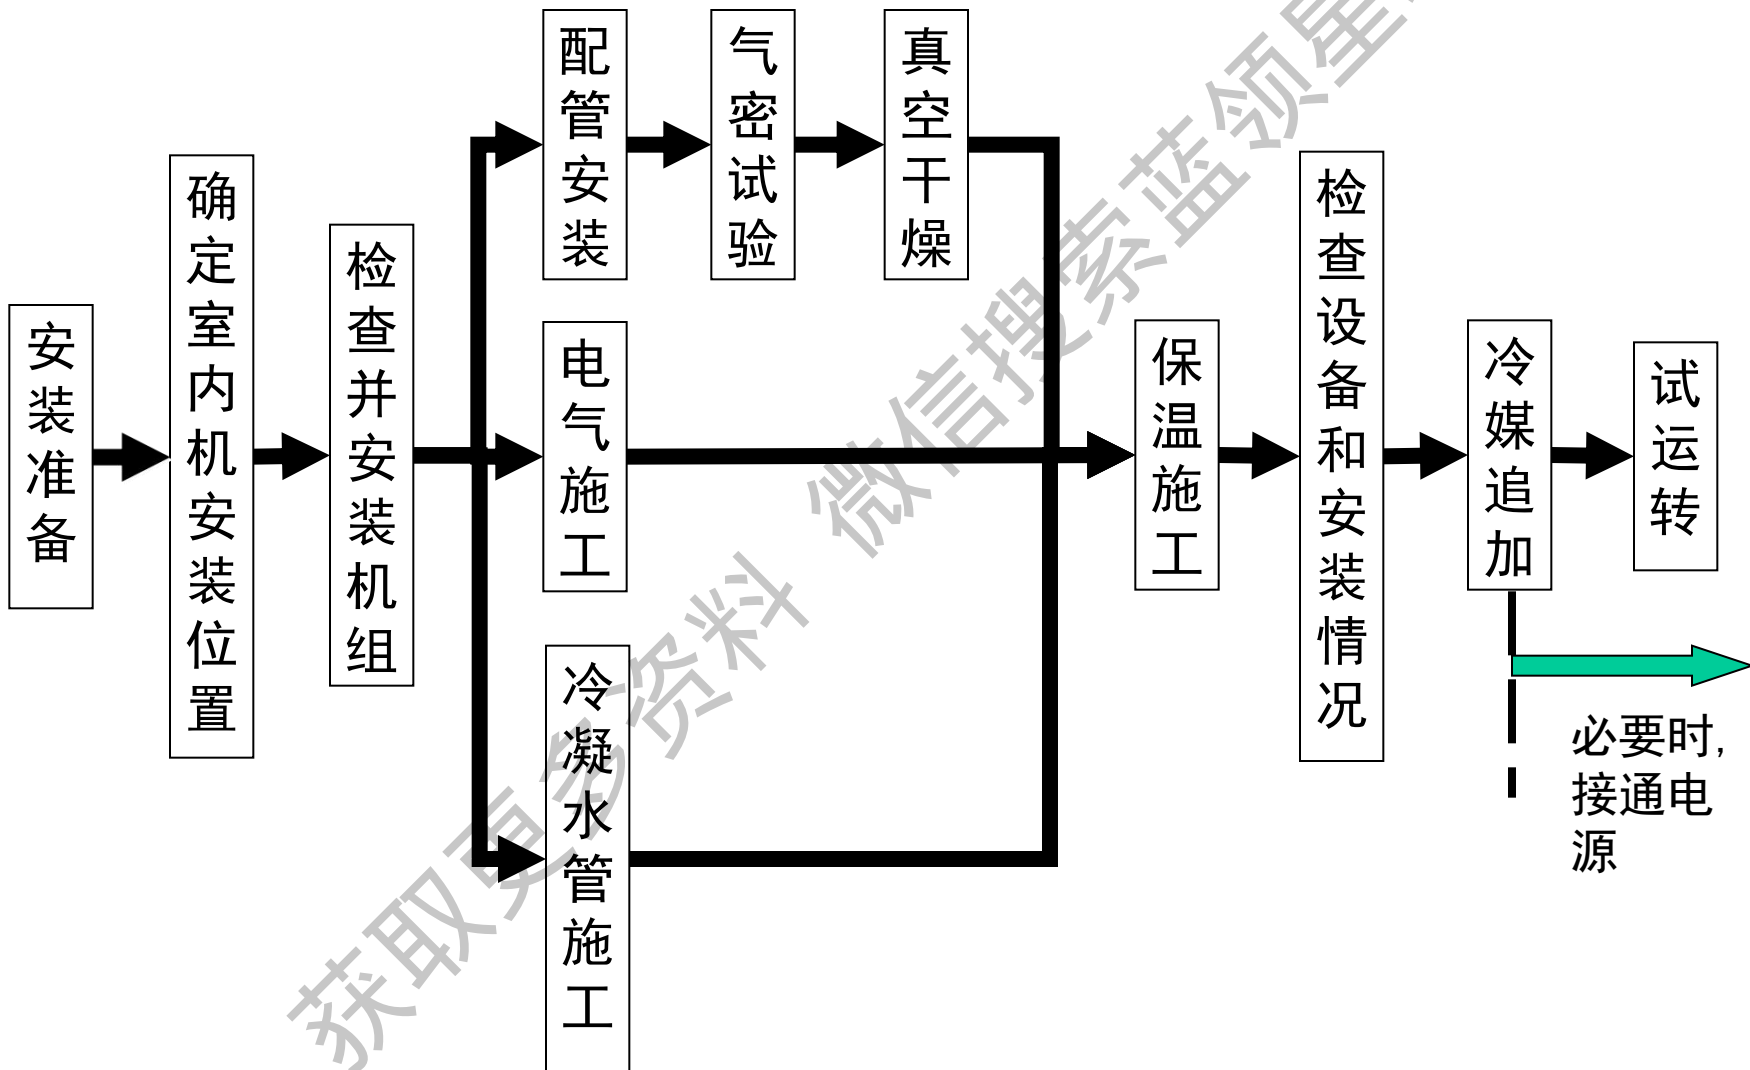 安装准备
确定室内机安装位置
检查并安装机组
配管安装
气密试验
真空干燥
电气施工
冷凝水管施工
保温施工
检查设备和安装情况
冷媒追加
试运转
必要时,
接通电
源
获取更多资料 微信搜索蓝领星